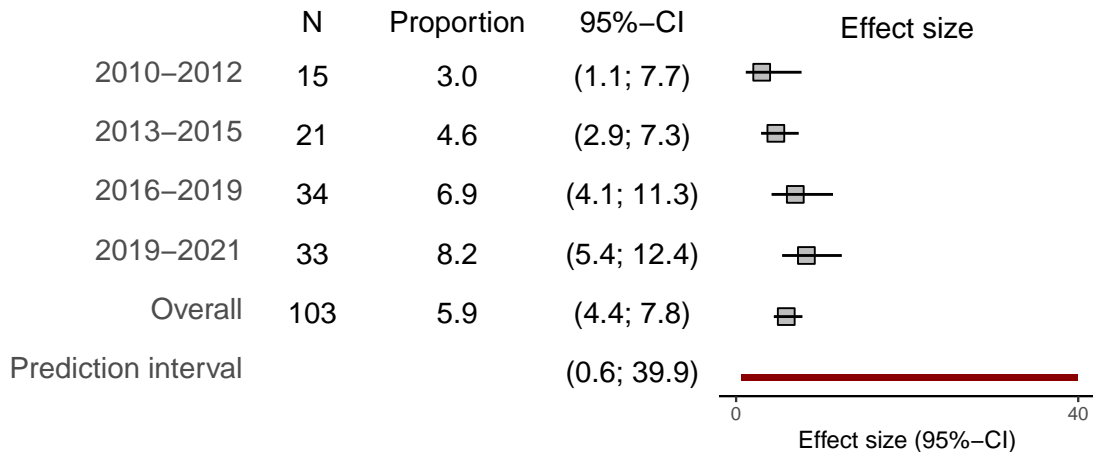 N Proportion 95%−CI Effect size
2010−2012 15 3.0 (1.1; 7.7)
2013−2015 21 4.6 (2.9; 7.3)
2016−2019 34 6.9 (4.1; 11.3)
2019−2021 33 8.2 (5.4; 12.4)
Overall 103 5.9 (4.4; 7.8)
Prediction interval (0.6; 39.9)
0 40
Effect size (95%−CI)